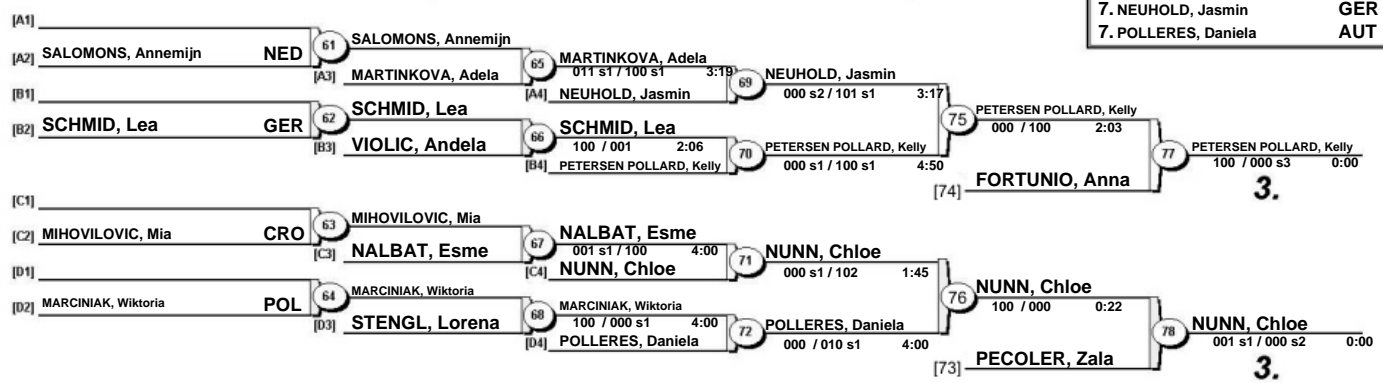 7. NEUHOLD, Jasmin GER
7. POLLERES, Daniela AUT
[A1]
[A2] SALOMONS, Annemijn NED
61
SALOMONS, Annemijn
[A3] MARTINKOVA, Adela
65
MARTINKOVA, Adela
011 s1 / 100 s1 3:19
[A4] NEUHOLD, Jasmin
69
NEUHOLD, Jasmin
000 s2 / 101 s1 3:17
[B1]
[B2] SCHMID, Lea GER
62
SCHMID, Lea
[B3] VIOLIC, Andela
66
SCHMID, Lea
100 / 001 2:06
[B4] PETERSEN POLLARD, Kelly
70
PETERSEN POLLARD, Kelly
000 s1 / 100 s1 4:50
75
PETERSEN POLLARD, Kelly
000 / 100 2:03
[74] FORTUNIO, Anna
77
PETERSEN POLLARD, Kelly
100 / 000 s3 0:00
3.
[C1]
[C2] MIHOVILOVIC, Mia CRO
63
MIHOVILOVIC, Mia
[C3] NALBAT, Esme
67
NALBAT, Esme
001 s1 / 100 4:00
[C4] NUNN, Chloe
71
NUNN, Chloe
000 s1 / 102 1:45
[D1]
[D2] MARCINIAK, Wiktoria POL
64
MARCINIAK, Wiktoria
[D3] STENGL, Lorena
68
MARCINIAK, Wiktoria
100 / 000 s1 4:00
[D4] POLLERES, Daniela
72
POLLERES, Daniela
000 / 010 s1 4:00
76
NUNN, Chloe
100 / 000 0:22
[73] PECOLER, Zala
78
NUNN, Chloe
001 s1 / 000 s2 0:00
3.